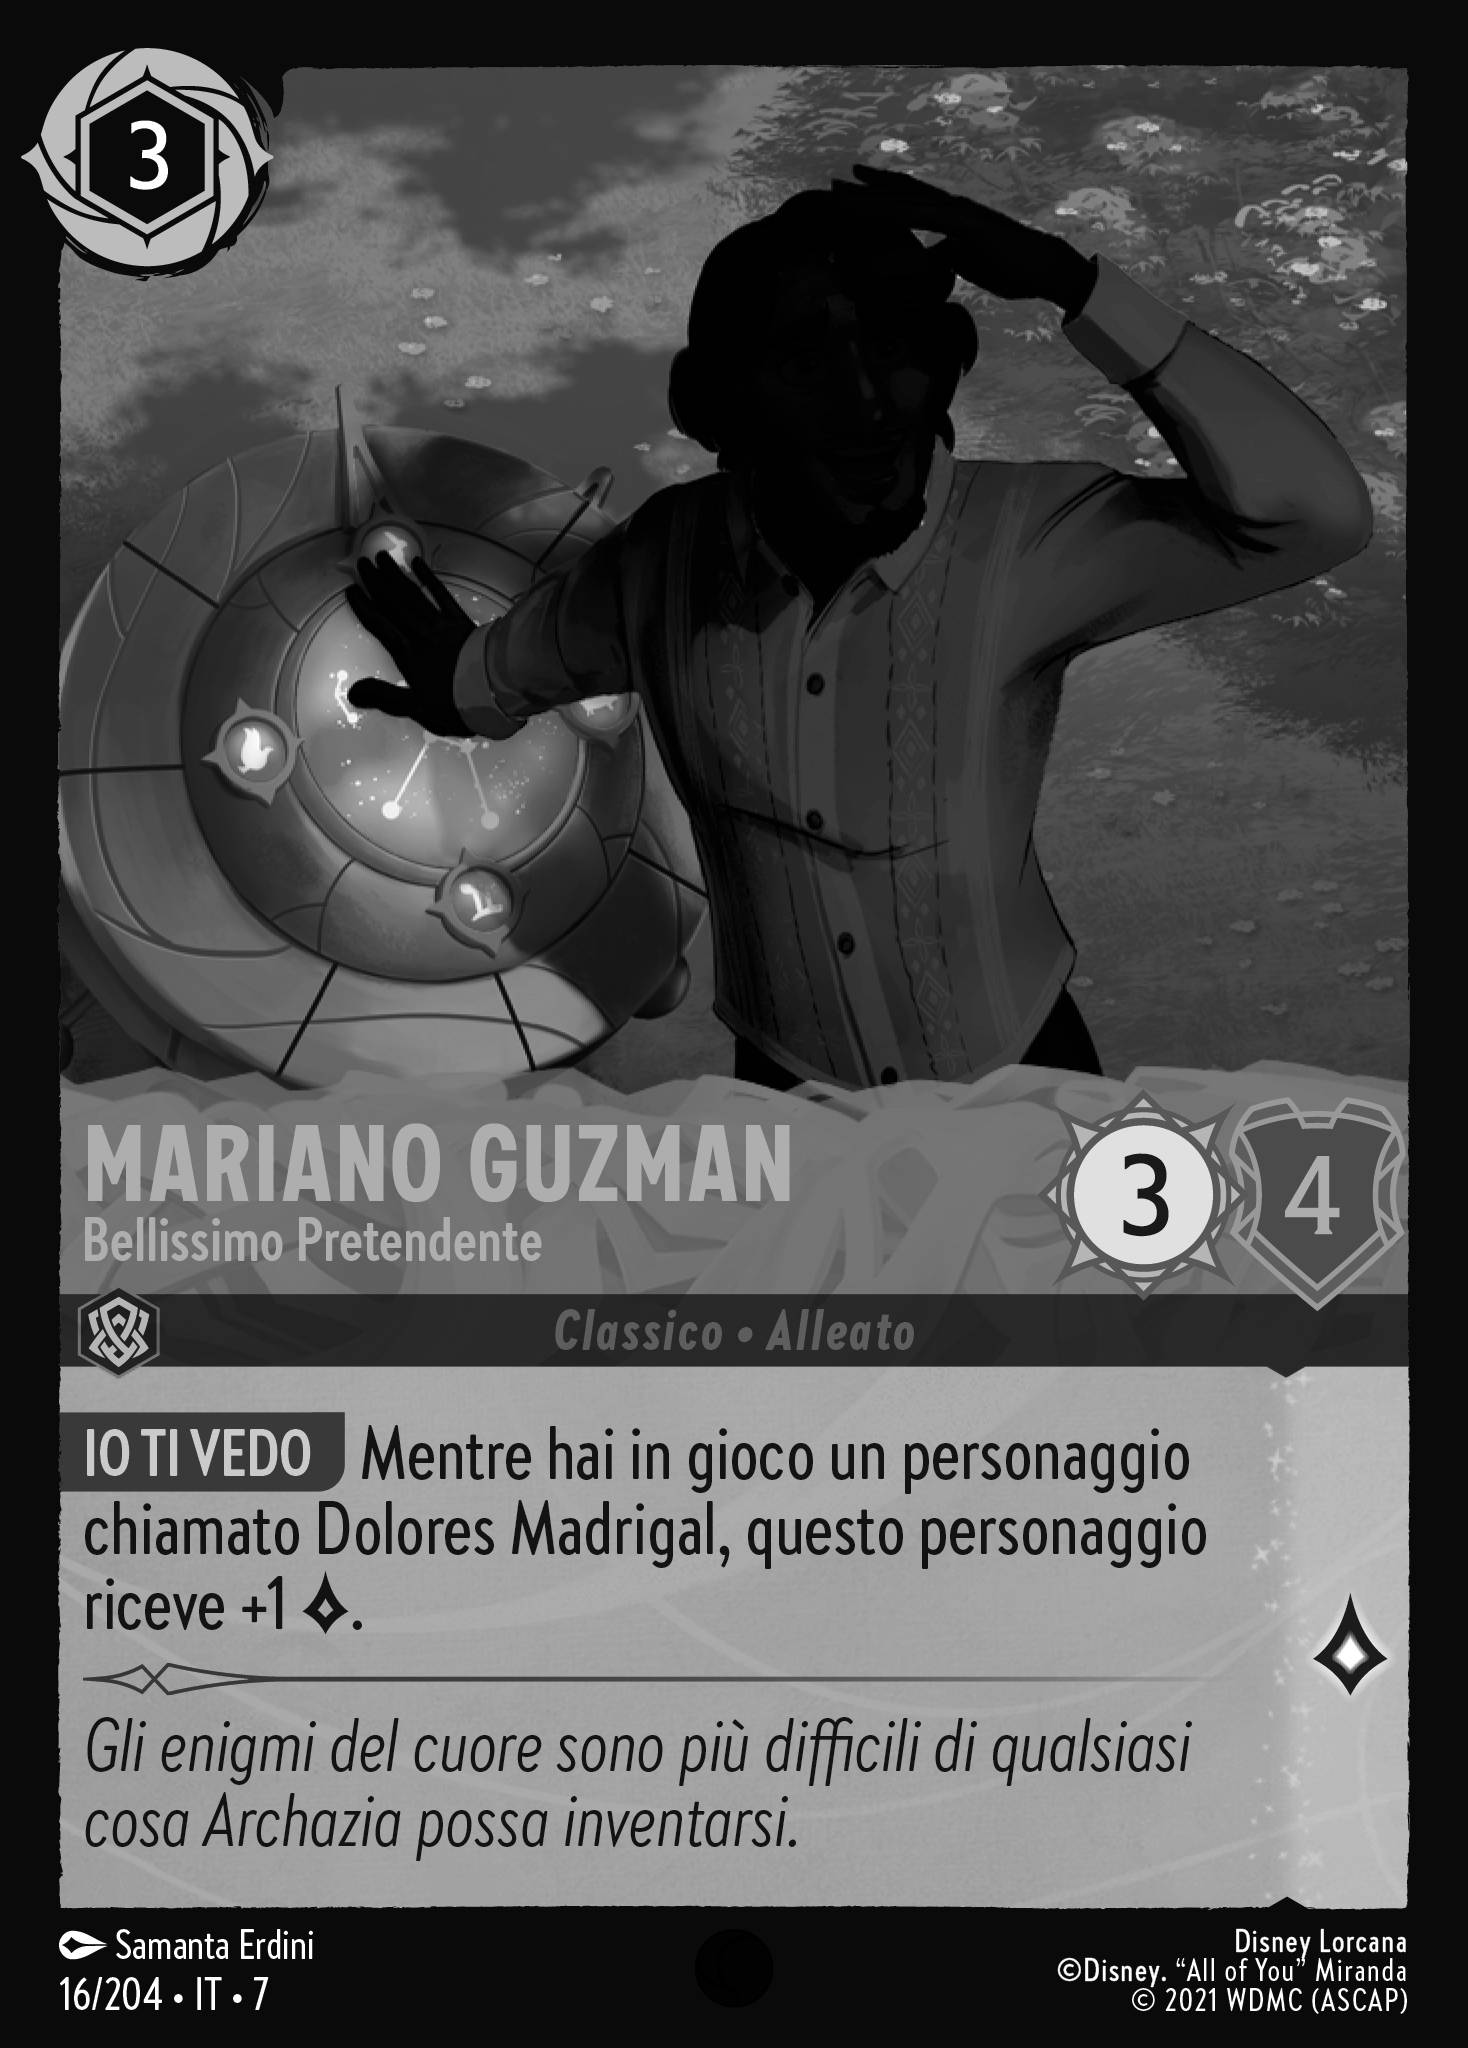 3
MARIANO GUZMAN
Bellissimo Pretendente
3
4
Classico • Alleato
IO TI VEDO Mentre hai in gioco un personaggio
chiamato Dolores Madrigal, questo personaggio
riceve +1 .
Gli enigmi del cuore sono più difficili di qualsiasi
cosa Archazia possa inventarsi.
Samanta Erdini
16/204 • IT • 7
Disney Lorcana
©Disney. “All of You” Miranda
© 2021 WDMC (ASCAP)